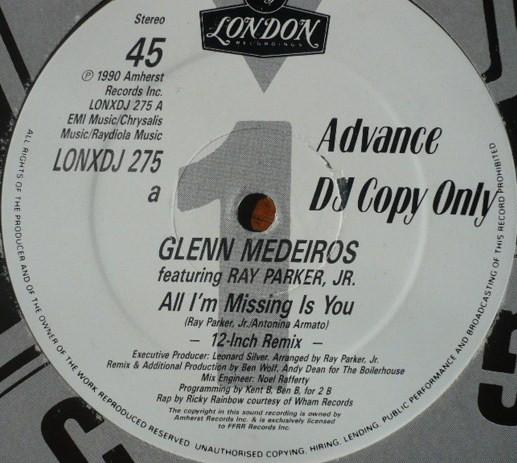 of
LONDON
RECORDINGS
Stereo
45
Ⓟ 1990 Amherst
Records Inc.
LONXDJ 275 A
EMI Music/Chrysalis
Music/Raydiola Music
LONXDJ 275
a
1
Advance
DJ Copy Only
GLENN MEDEIROS
featuring RAY PARKER, JR.
All I'm Missing Is You
(Ray Parker, Jr./Antonina Armato)
– 12-Inch Remix –
Executive Producer: Leonard Silver. Arranged by Ray Parker, Jr.
Remix & Additional Production by Ben Wolf, Andy Dean for The Boilerhouse
Mix Engineer: Noel Rafferty
Programming by Kent B, Ben B, for 2 B
Rap by Ricky Rainbow courtesy of Wham Records
The copyright in this sound recording is owned by
Amherst Records Inc. & is exclusively licensed
to FFRR Records Inc.
ALL RIGHTS OF THE PRODUCER AND OF THE OWNER OF THE WORK REPRODUCED RESERVED. UNAUTHORISED COPYING, HIRING, LENDING, PUBLIC PERFORMANCE AND BROADCASTING OF THIS RECORD PROHIBITED